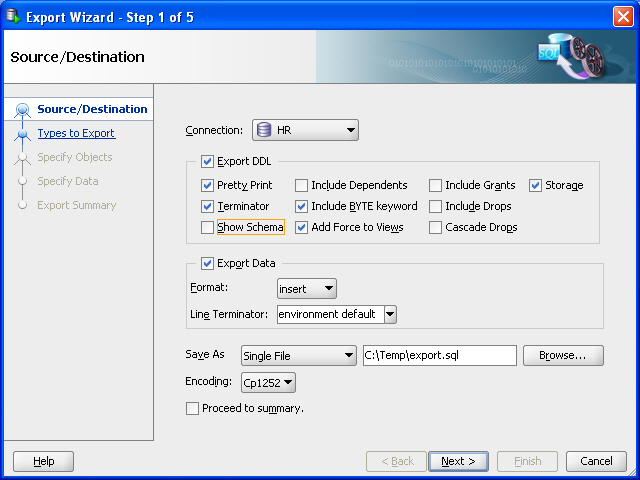 Export Wizard - Step 1 of 5
Source/Destination
010101010101010101010101
0101010101
SQL
Source/Destination
Types to Export
Specify Objects
Specify Data
Export Summary
Connection: HR
Export DDL
Pretty Print Include Dependents Include Grants Storage
Terminator Include BYTE keyword Include Drops
Show Schema Add Force to Views Cascade Drops
Export Data
Format: insert
Line Terminator: environment default
Save As Single File C:\Temp\export.sql Browse...
Encoding: Cp1252
Proceed to summary.
Help < Back Next > Finish Cancel